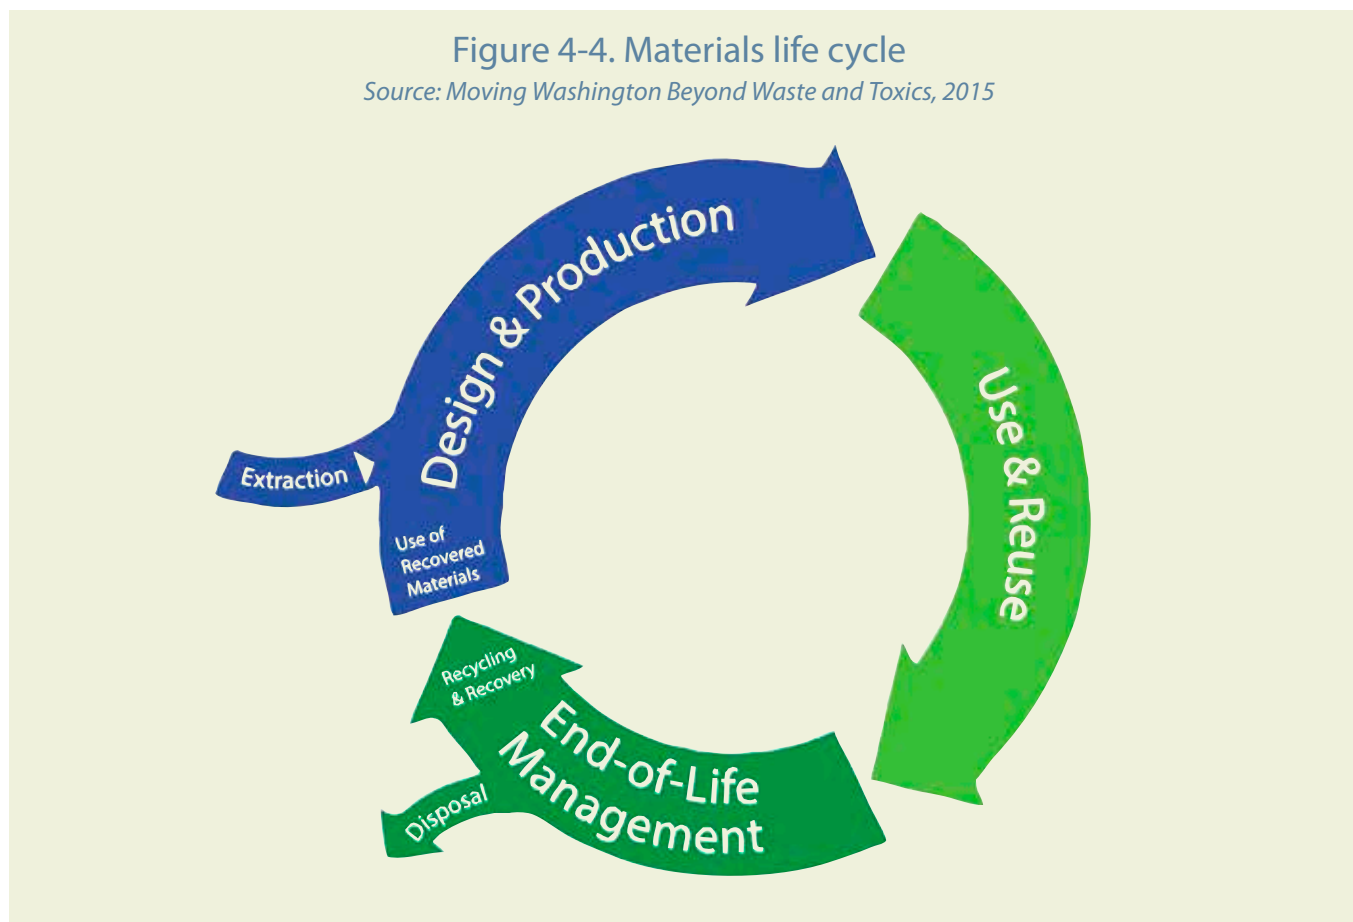 Figure 4-4. Materials life cycle
Source: Moving Washington Beyond Waste and Toxics, 2015
Design & Production
Use & Reuse
Extraction
Use of
Recovered
Materials
Recycling
& Recovery
End-of-Life
Management
Disposal